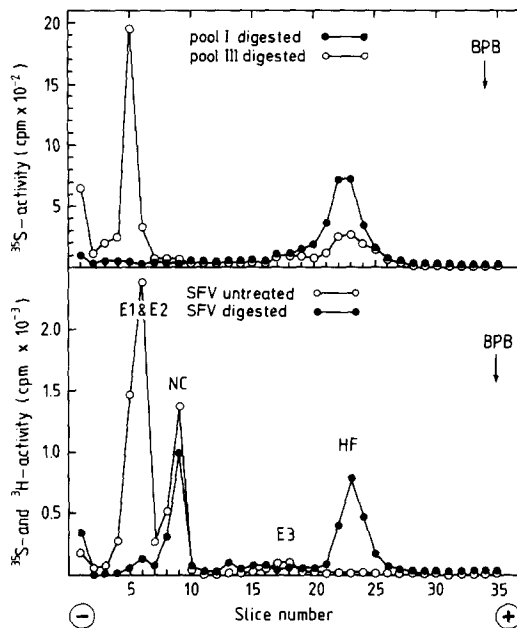 20
15
10
5
³⁵S-activity (cpm x 10⁻²)
pool I digested
pool III digested
BPB
2.0
1.5
1.0
0.5
0
³⁵S-and ³H-activity (cpm x 10⁻³)
SFV untreated
E1 & E2
SFV digested
BPB
NC
HF
E3
5 10 15 20 25 30 35
− Slice number +